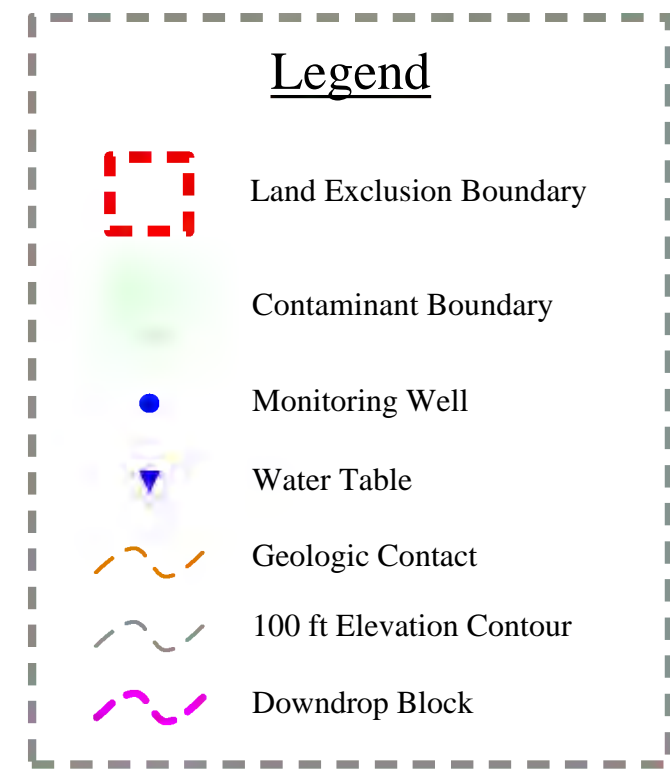 Legend
Land Exclusion Boundary
Contaminant Boundary
Monitoring Well
Water Table
Geologic Contact
100 ft Elevation Contour
Downdrop Block